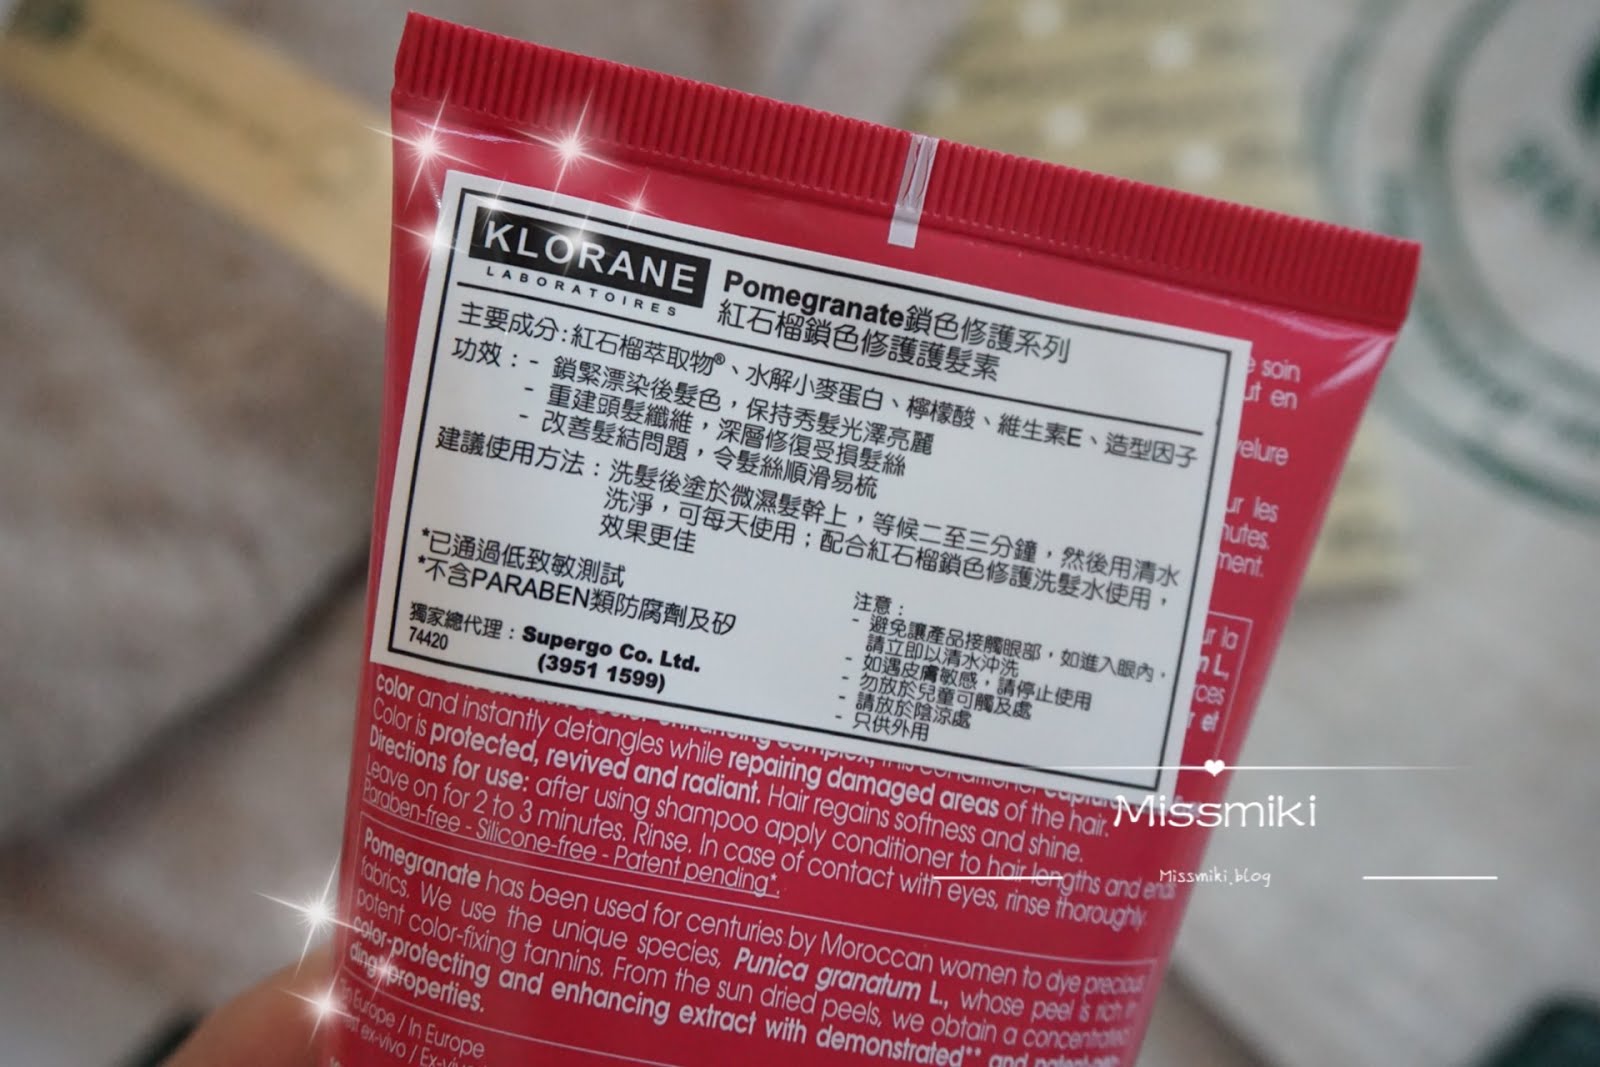 KLORANE
LABORATOIRES
Pomegranate鎖色修護系列
紅石榴鎖色修護護髮素
主要成分:紅石榴萃取物®、水解小麥蛋白、檸檬酸、維生素E、造型因子
功效:- 鎖緊漂染後髮色,保持秀髮光澤亮麗
- 重建頭髮纖維,深層修復受損髮絲
- 改善髮結問題,令髮絲順滑易梳
建議使用方法:洗髮後塗於微濕髮幹上,等候二至三分鐘,然後用清水
洗淨,可每天使用;配合紅石榴鎖色修護洗髮水使用,
效果更佳
*已通過低致敏測試
*不含PARABEN類防腐劑及矽
獨家總代理:Supergo Co. Ltd.
74420
(3951 1599)
注意:
- 避免讓產品接觸眼部,如進入眼內,
請立即以清水沖洗
- 如遇皮膚敏感,請停止使用
- 勿放於兒童可觸及處
- 請放於陰涼處
- 只供外用
soin
en
velure
les
la
L,
et
color and instantly detangles while repairing damaged areas of the hair.
Color is protected, revived and radiant. Hair regains softness and shine.
Directions for use: after using shampoo apply conditioner to hair lengths and ends
Leave on for 2 to 3 minutes. Rinse. In case of contact with eyes, rinse thoroughly.
Paraben-free - Silicone-free - Patent pending*.
Pomegranate has been used for centuries by Moroccan women to dye precious
fabrics. We use the unique species, Punica granatum L., whose peel is rich in
potent color-fixing tannins. From the sun dried peels, we obtain a concentrated
color-protecting and enhancing extract with demonstrated** and patent-pen-
ding* properties.
Europe / In Europe
ex-vivo
Missmiki
Missmiki.blog